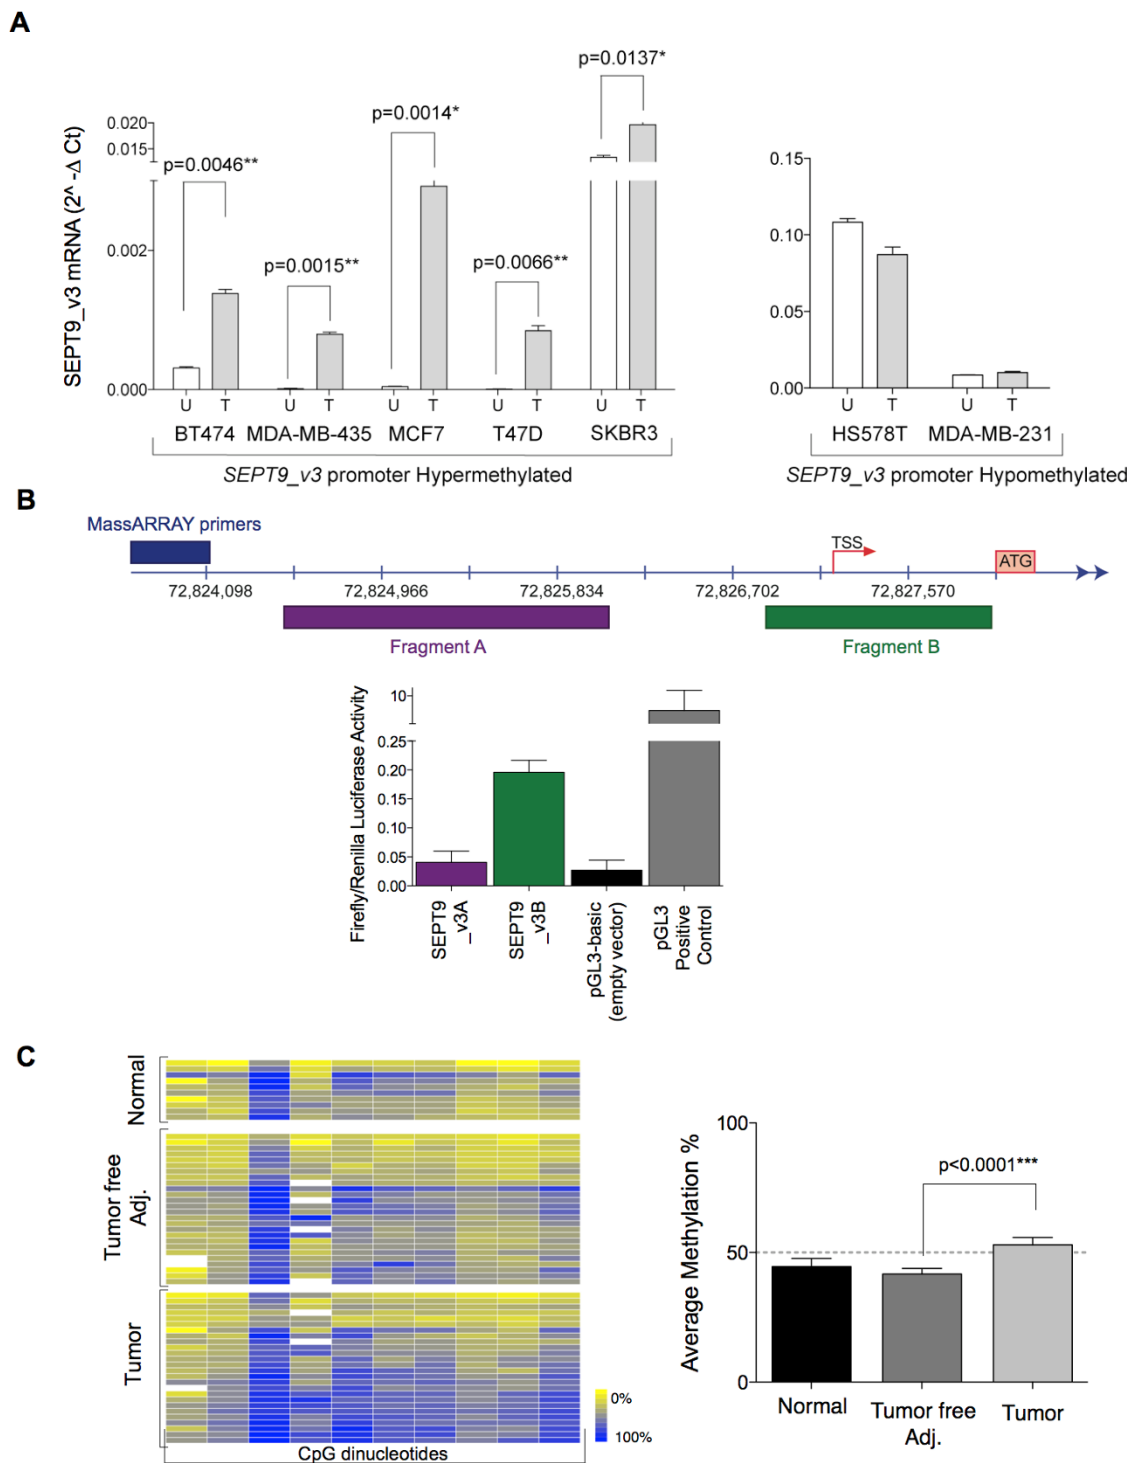 A
p=0.0137*
p=0.0014*
p=0.0046**
p=0.0015**
p=0.0066**
SEPT9_v3 mRNA (2^ -Δ Ct)
0.020
0.015
0.002
0.000
U T U T U T U T U T
BT474 MDA-MB-435 MCF7 T47D SKBR3
SEPT9_v3 promoter Hypermethylated
0.15
0.10
0.05
0.00
U T U T
HS578T MDA-MB-231
SEPT9_v3 promoter Hypomethylated
B
MassARRAY primers
TSS
ATG
72,824,098 72,824,966 72,825,834 72,826,702 72,827,570
Fragment A
Fragment B
Firefly/Renilla Luciferase Activity
10
0.25
0.20
0.15
0.10
0.05
0.00
SEPT9
_v3A
SEPT9
_v3B
pGL3-basic
(empty vector)
pGL3
Positive
Control
C
Normal
Tumor free
Adj.
Tumor
0%
100%
CpG dinucleotides
Average Methylation %
100
50
0
p<0.0001***
Normal
Tumor free
Adj.
Tumor